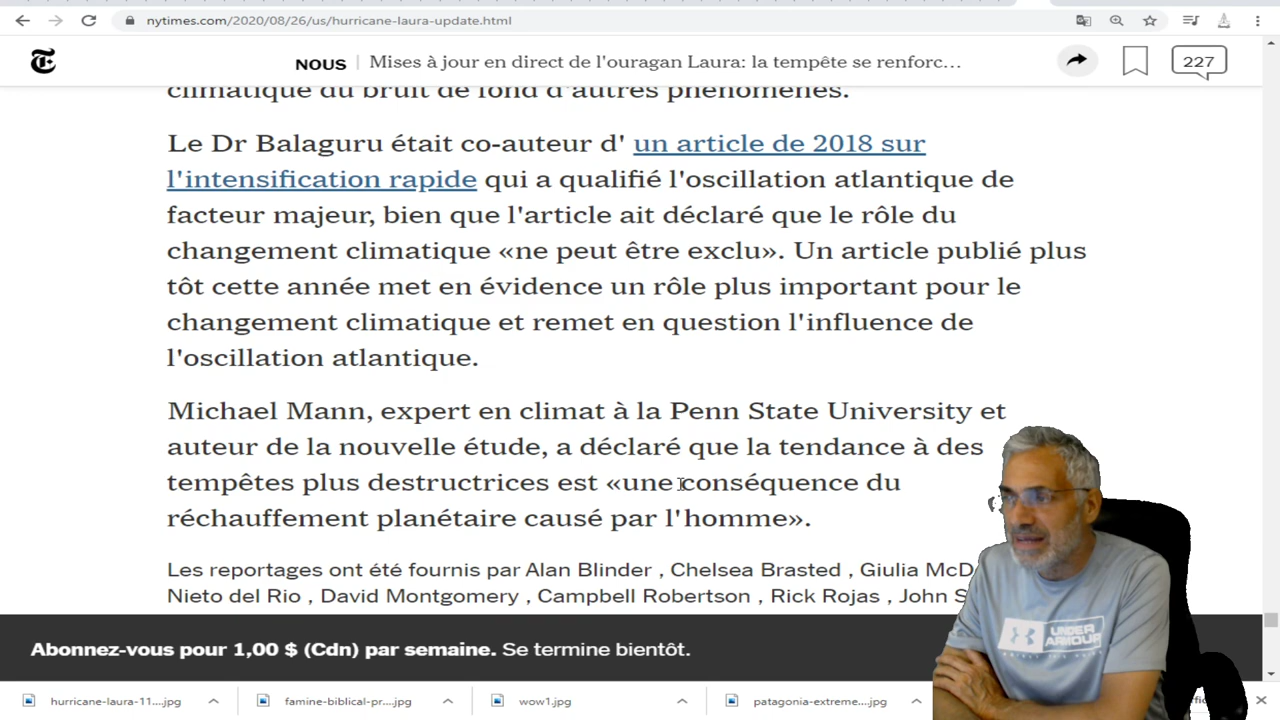 nytimes.com/2020/08/26/us/hurricane-laura-update.html
NOUS | Mises à jour en direct de l'ouragan Laura: la tempête se renforc...
227
climatique du bruit de fond d'autres phénomènes.
Le Dr Balaguru était co-auteur d' un article de 2018 sur
l'intensification rapide qui a qualifié l'oscillation atlantique de
facteur majeur, bien que l'article ait déclaré que le rôle du
changement climatique «ne peut être exclu». Un article publié plus
tôt cette année met en évidence un rôle plus important pour le
changement climatique et remet en question l'influence de
l'oscillation atlantique.
Michael Mann, expert en climat à la Penn State University et
auteur de la nouvelle étude, a déclaré que la tendance à des
tempêtes plus destructrices est «une conséquence du
réchauffement planétaire causé par l'homme».
Les reportages ont été fournis par Alan Blinder , Chelsea Brasted , Giulia McD
Nieto del Rio , David Montgomery , Campbell Robertson , Rick Rojas , John S
Abonnez-vous pour 1,00 $ (Cdn) par semaine. Se termine bientôt.
UNDER
ARMOUR
hurricane-laura-11....jpg
famine-biblical-pr....jpg
wow1.jpg
patagonia-extreme....jpg